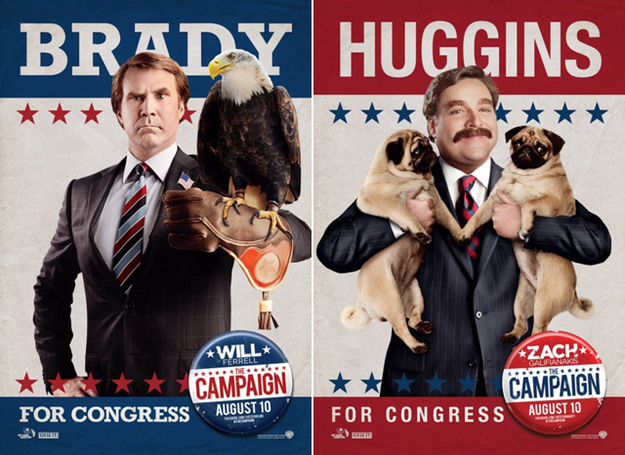 BRADY
WILL
FERRELL
THE
CAMPAIGN
AUGUST 10
FOR CONGRESS
HUGGINS
ZACH
GALIFIANAKIS
THE
CAMPAIGN
AUGUST 10
FOR CONGRESS